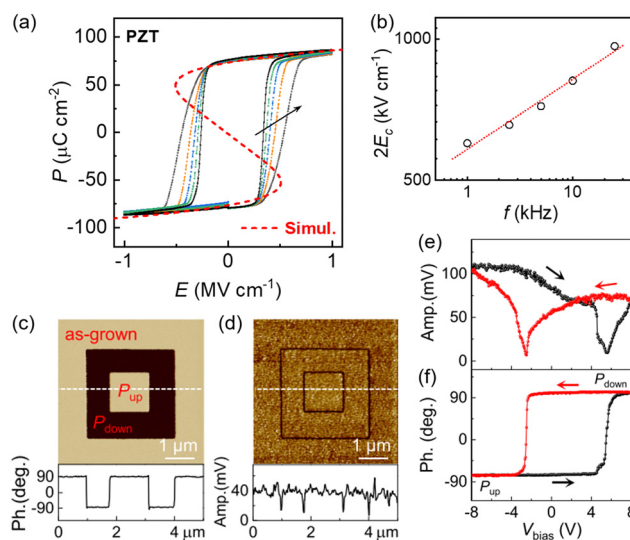 (a)
PZT
100
50
0
-50
-100
P (μC cm⁻²)
Simul.
-1 0 1
E (MV cm⁻¹)
(b)
1000
500
2Ec (kV cm⁻¹)
1 10
f (kHz)
(c)
as-grown
Pup
Pdown
1 μm
Ph.(deg.)
90
0
-90
0 2 4 μm
(d)
1 μm
Amp.(mV)
80
40
0
0 2 4 μm
(e)
Amp.(mV)
100
50
0
(f)
Pdown
Ph. (deg.)
90
0
-90
Pup
-8 -4 0 4 8
Vbias (V)